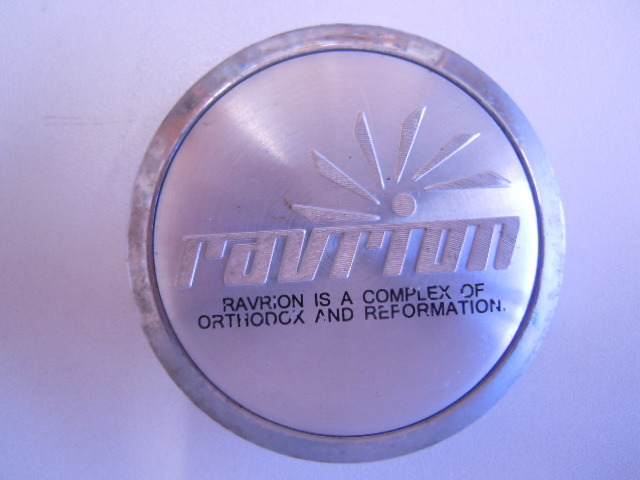 ravrion
RAVRION IS A COMPLEX OF
ORTHODOX AND REFORMATION.